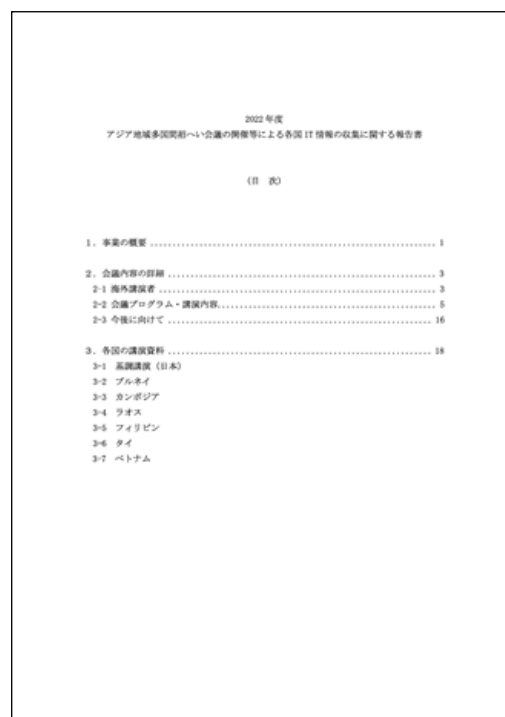 2022 年度
アジア地域多国間招へい会議の開催等による各国 IT 情報の収集に関する報告書
（目　次）
1．事業の概要 ................................................................ 1
2．会議内容の詳細 ............................................................ 3
2-1 海外講演者 .............................................................. 3
2-2 会議プログラム・講演内容................................................. 5
2-3 今後に向けて ............................................................ 16
3．各国の講演資料 ............................................................ 18
3-1　基調講演（日本）
3-2　ブルネイ
3-3　カンボジア
3-4　ラオス
3-5　フィリピン
3-6　タイ
3-7　ベトナム